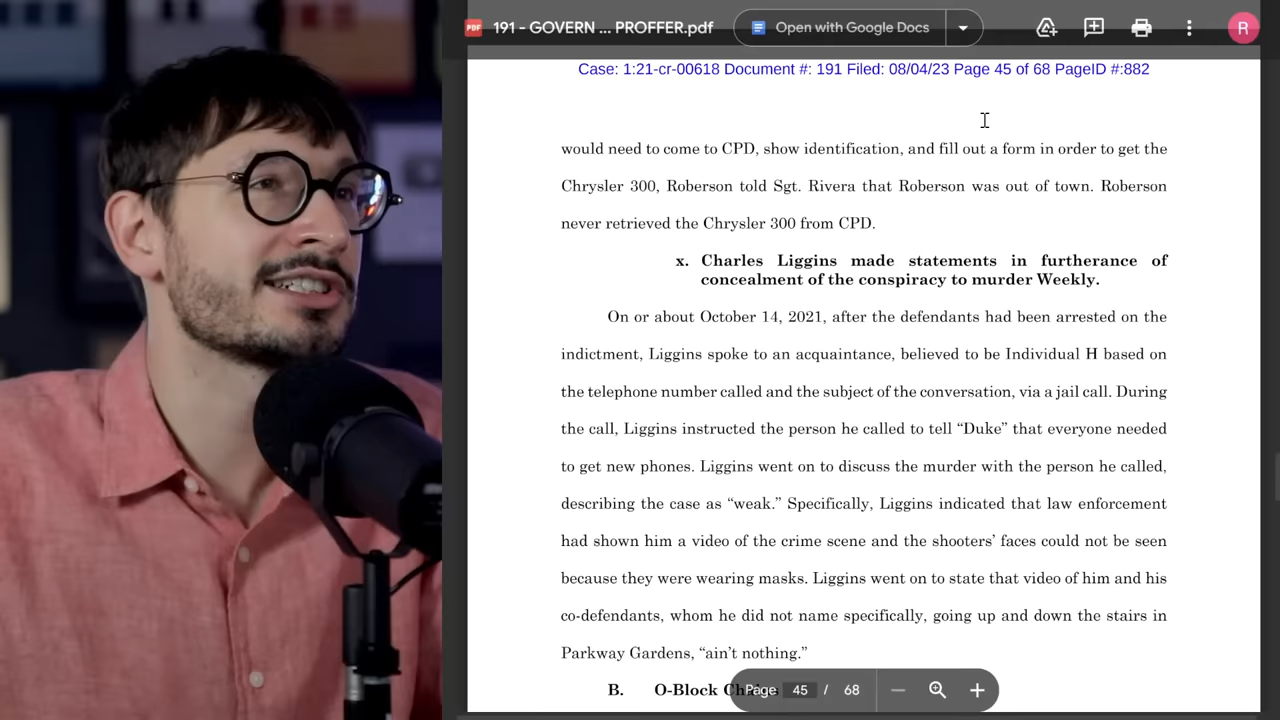 PDF
191 - GOVERN ... PROFFER.pdf
Open with Google Docs
R
Case: 1:21-cr-00618 Document #: 191 Filed: 08/04/23 Page 45 of 68 PageID #:882
would need to come to CPD, show identification, and fill out a form in order to get the
Chrysler 300, Roberson told Sgt. Rivera that Roberson was out of town. Roberson
never retrieved the Chrysler 300 from CPD.
x. Charles Liggins made statements in furtherance of
concealment of the conspiracy to murder Weekly.
On or about October 14, 2021, after the defendants had been arrested on the
indictment, Liggins spoke to an acquaintance, believed to be Individual H based on
the telephone number called and the subject of the conversation, via a jail call. During
the call, Liggins instructed the person he called to tell “Duke” that everyone needed
to get new phones. Liggins went on to discuss the murder with the person he called,
describing the case as “weak.” Specifically, Liggins indicated that law enforcement
had shown him a video of the crime scene and the shooters’ faces could not be seen
because they were wearing masks. Liggins went on to state that video of him and his
co-defendants, whom he did not name specifically, going up and down the stairs in
Parkway Gardens, “ain’t nothing.”
B. O-Block
Page 45 / 68